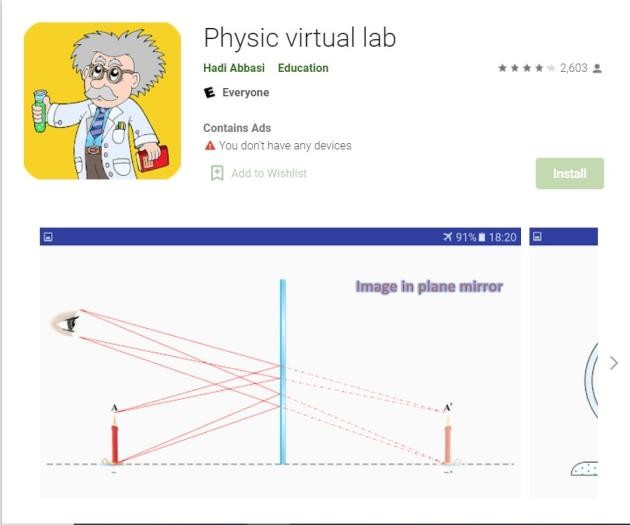 Physic virtual lab
Hadi Abbasi Education
2,603
E Everyone
Contains Ads
You don't have any devices
Add to Wishlist
Install
91% 18:20
Image in plane mirror
A A'